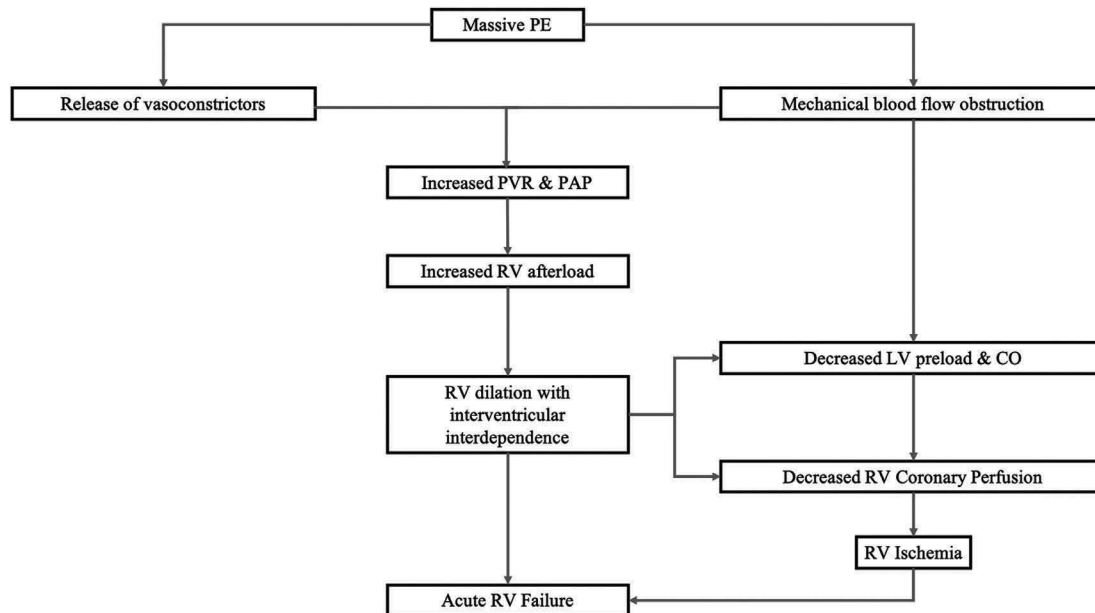 Massive PE
Release of vasoconstrictors
Mechanical blood flow obstruction
Increased PVR & PAP
Increased RV afterload
Decreased LV preload & CO
RV dilation with
interventricular
interdependence
Decreased RV Coronary Perfusion
RV Ischemia
Acute RV Failure